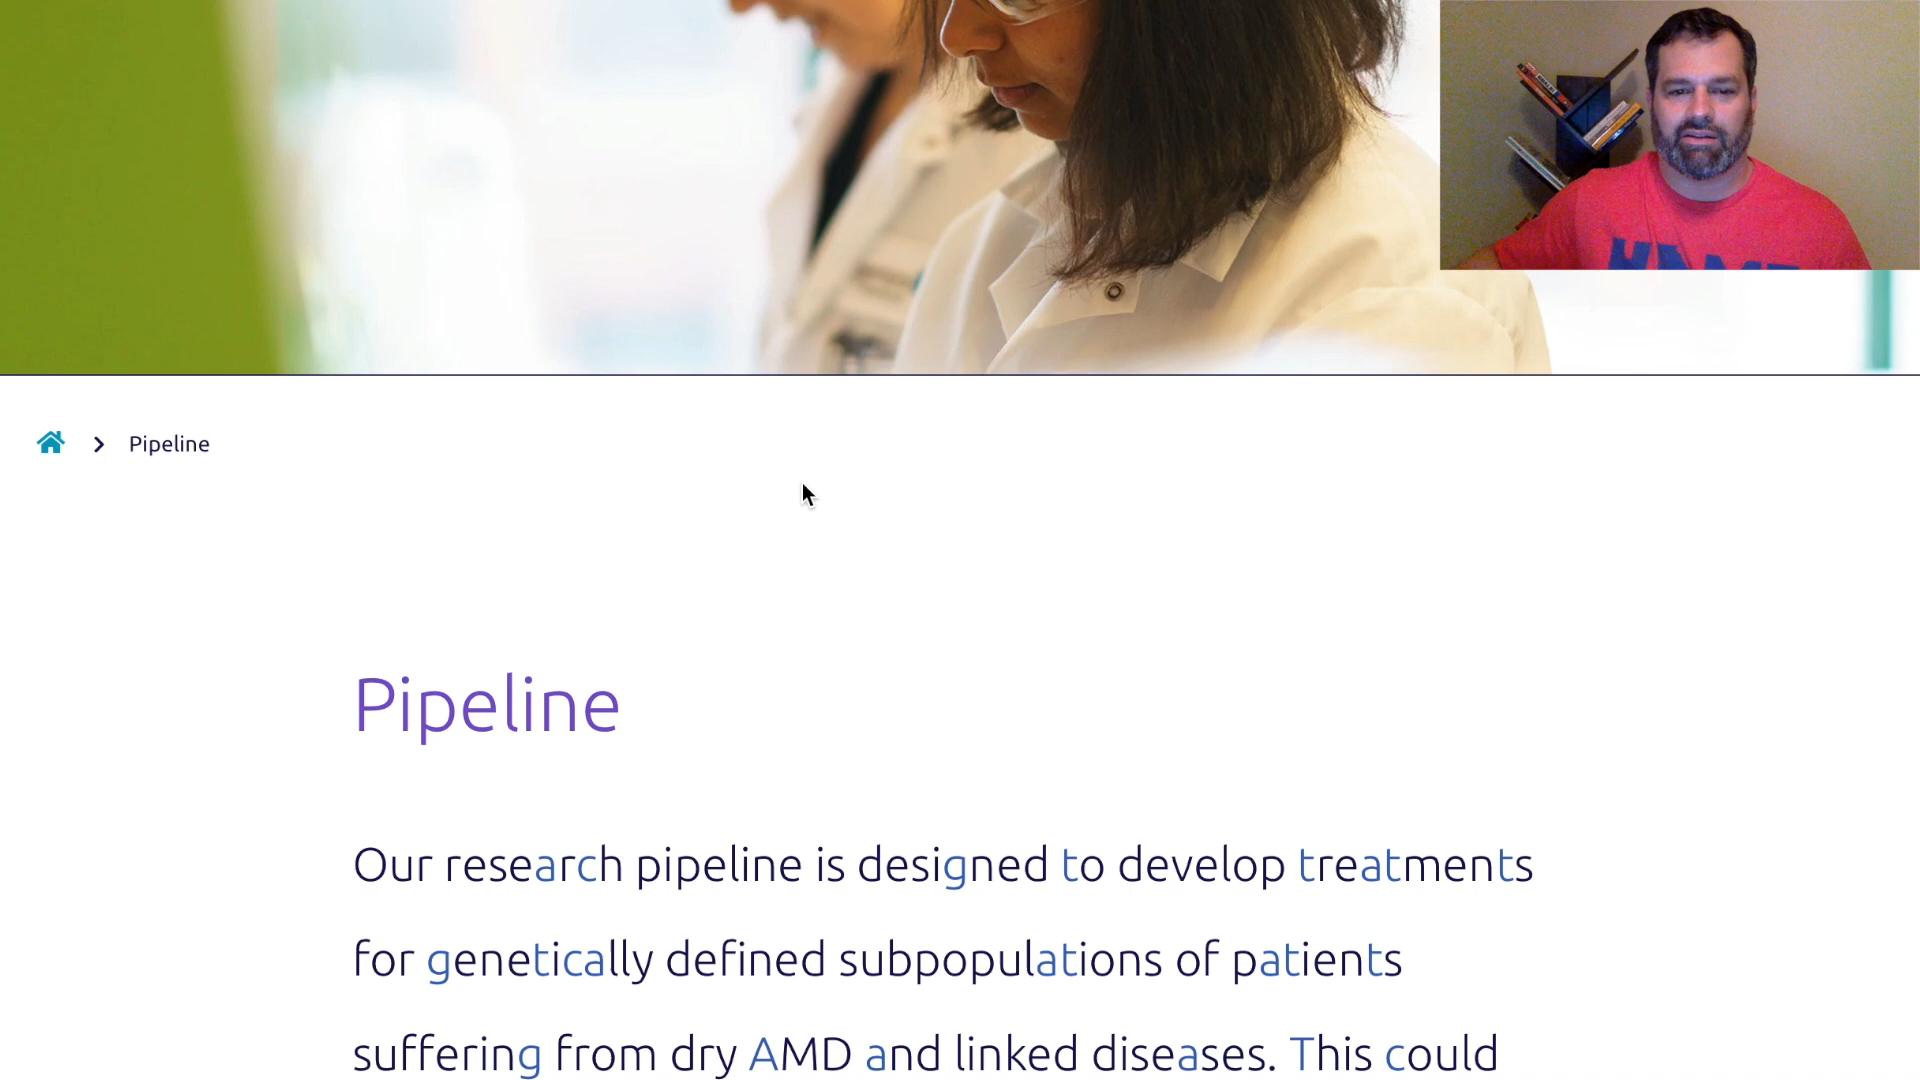 Pipeline
Pipeline
Our research pipeline is designed to develop treatments
for genetically defined subpopulations of patients
suffering from dry AMD and linked diseases. This could